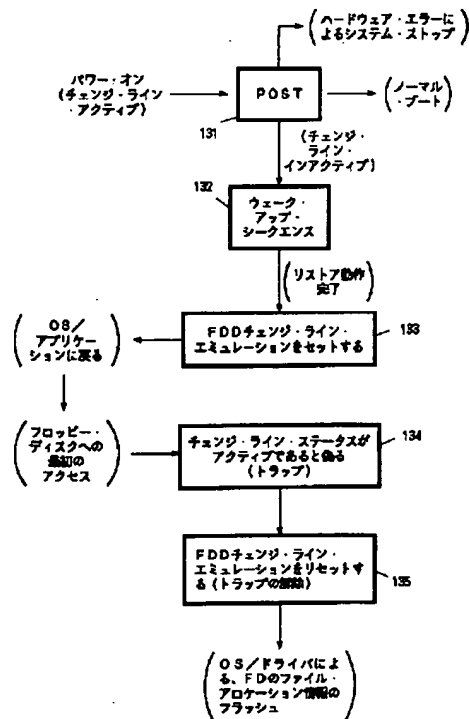 (ハードウェア・エラーに
よるシステム・ストップ)
パワー・オン
(チェンジ・ライン
・アクティブ)
POST
(ノーマル
・ブート)
131
(チェンジ・
ライン・
インアクティブ)
132
ウェーク・
アップ・
シークエンス
(リストア動作
完了)
(OS/
アプリケー
ションに戻る)
FDDチェンジ・ライン・
エミュレーションをセットする
133
(フロッピー・
ディスクへの
最初の
アクセス)
チェンジ・ライン・ステータスが
アクティブであると偽る
(トラップ)
134
FDDチェンジ・ライン・
エミュレーションをリセットす
る(トラップの解除)
135
(OS/ドライバによ
る、FDのファイル・
アロケーション情報の
フラッシュ)